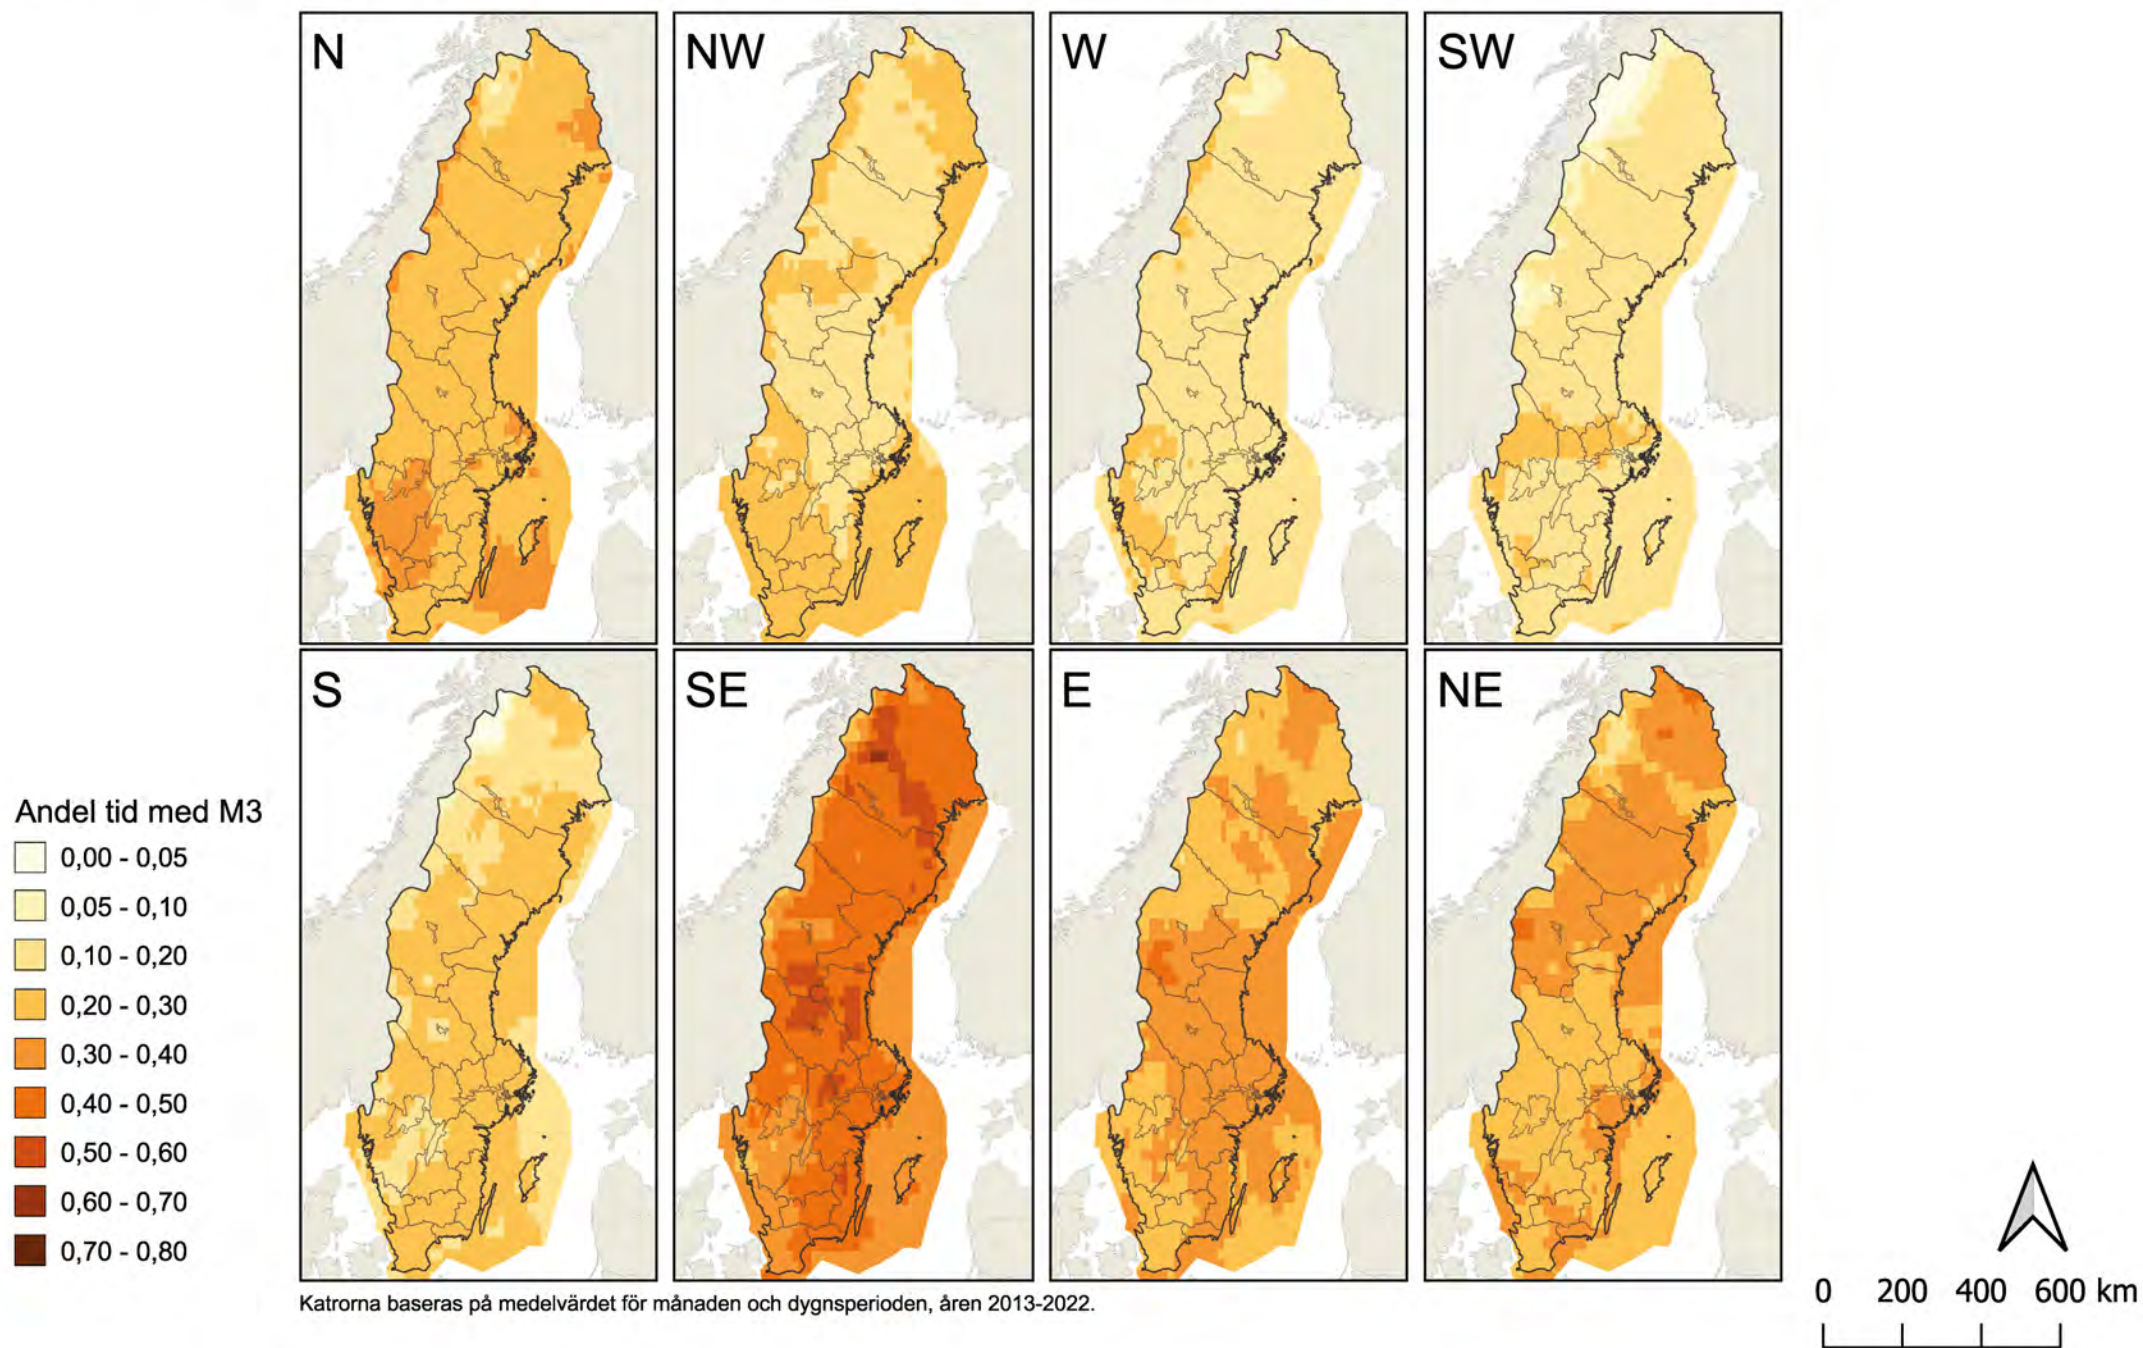 N
NW
W
SW
S
SE
E
NE
Andel tid med M3
0,00 - 0,05
0,05 - 0,10
0,10 - 0,20
0,20 - 0,30
0,30 - 0,40
0,40 - 0,50
0,50 - 0,60
0,60 - 0,70
0,70 - 0,80
Katrorna baseras på medelvärdet för månaden och dygnsperioden, åren 2013-2022.
0 200 400 600 km